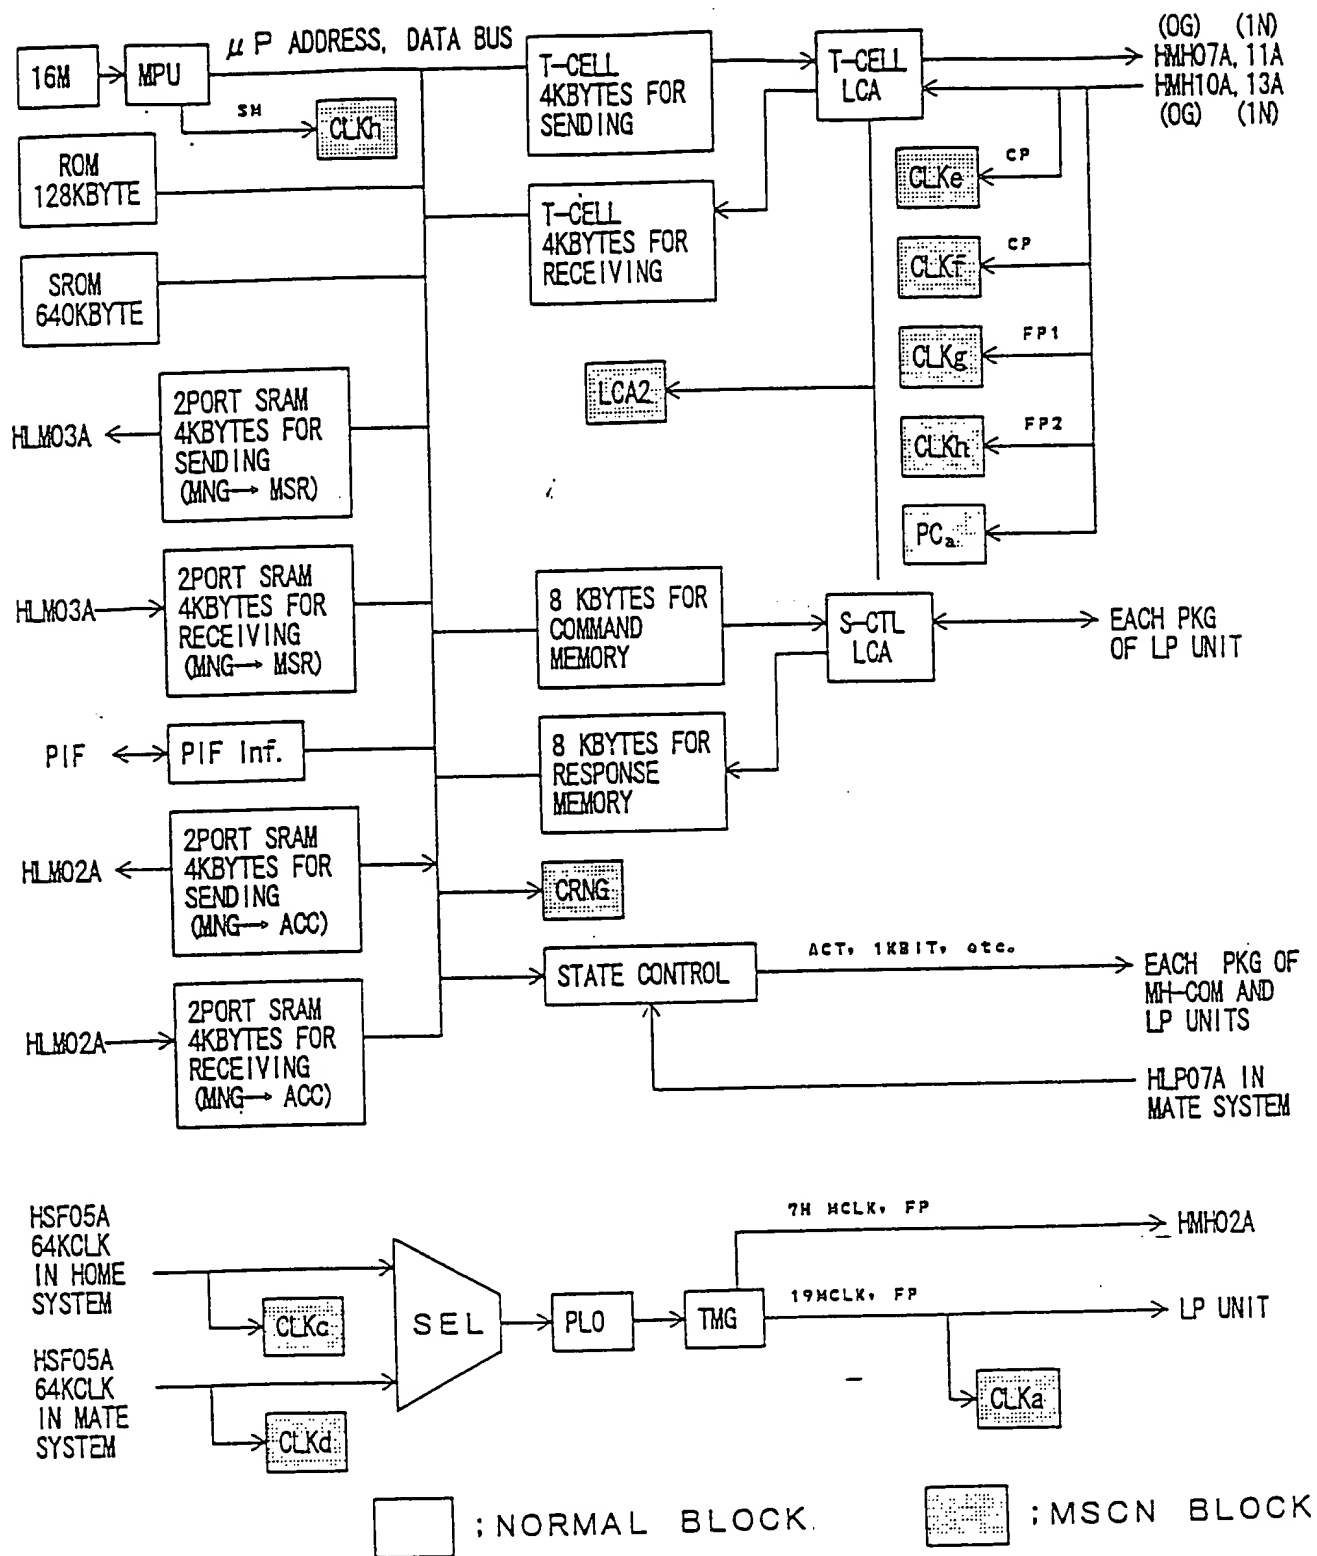 μP ADDRESS, DATA BUS
16M
MPU
SM
CLKh
ROM
128KBYTE
SROM
640KBYTE
T-CELL
4KBYTES FOR
SENDING
T-CELL
LCA
(OG) (1N)
HMH07A, 11A
HMH10A, 13A
(OG) (1N)
T-CELL
4KBYTES FOR
RECEIVING
CP
CLKe
CP
CLKf
FP1
CLKg
FP2
CLKh
PCa
LCA2
HLM03A
2PORT SRAM
4KBYTES FOR
SENDING
(MNG→ MSR)
HLM03A
2PORT SRAM
4KBYTES FOR
RECEIVING
(MNG→ MSR)
8 KBYTES FOR
COMMAND
MEMORY
S-CTL
LCA
EACH PKG
OF LP UNIT
PIF
PIF Inf.
8 KBYTES FOR
RESPONSE
MEMORY
HLM02A
2PORT SRAM
4KBYTES FOR
SENDING
(MNG→ ACC)
CRNG
STATE CONTROL
ACT, 1KBIT, etc.
EACH PKG OF
MH-COM AND
LP UNITS
HLM02A
2PORT SRAM
4KBYTES FOR
RECEIVING
(MNG→ ACC)
HLP07A IN
MATE SYSTEM
HSF05A
64KCLK
IN HOME
SYSTEM
CLKc
HSF05A
64KCLK
IN MATE
SYSTEM
CLKd
SEL
PLO
TMG
7H MCLK, FP
HMH02A
19MCLK, FP
LP UNIT
CLKa
;NORMAL BLOCK.
;MSCN BLOCK